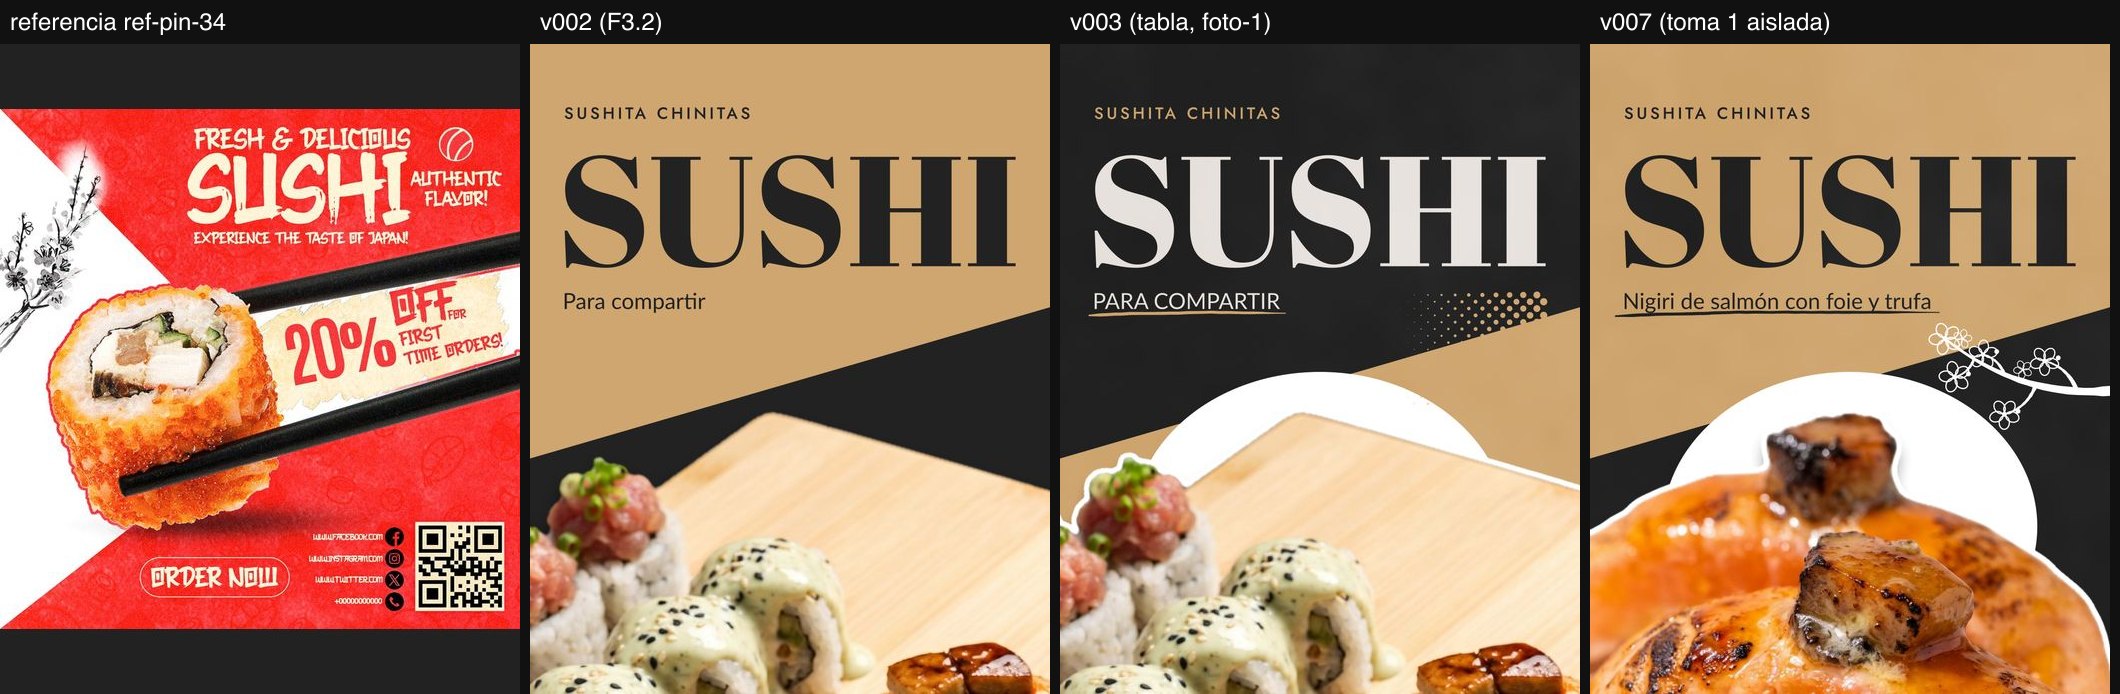 referencia ref-pin-34
FRESH & DELICIOUS
SUSHI
AUTHENTIC
FLAVOR!
EXPERIENCE THE TASTE OF JAPAN!
20% OFF FOR
FIRST
TIME ORDERS!
WWW.FACEBOOK.COM
WWW.INSTAGRAM.COM
WWW.TWITTER.COM
+00000000000
ORDER NOW
v002 (F3.2)
SUSHITA CHINITAS
SUSHI
Para compartir
v003 (tabla, foto-1)
SUSHITA CHINITAS
SUSHI
PARA COMPARTIR
v007 (toma 1 aislada)
SUSHITA CHINITAS
SUSHI
Nigiri de salmón con foie y trufa